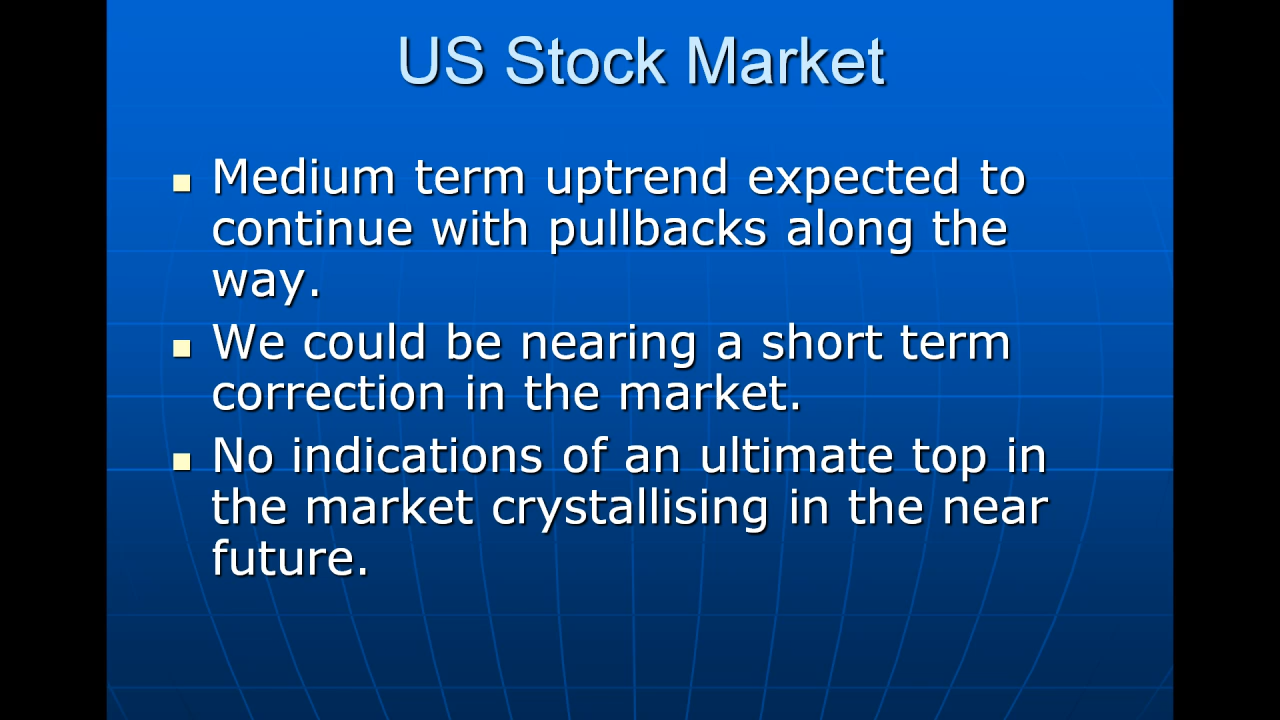 US Stock Market
Medium term uptrend expected to
continue with pullbacks along the
way.
We could be nearing a short term
correction in the market.
No indications of an ultimate top in
the market crystallising in the near
future.